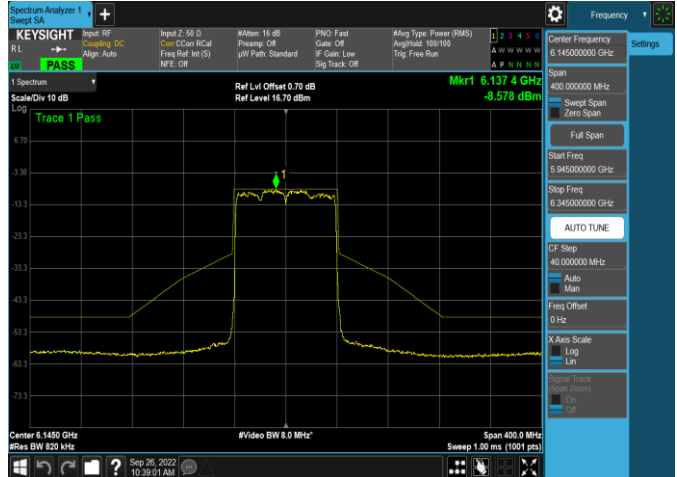 Spectrum Analyzer 1
Swept SA
Frequency
KEYSIGHT
RL
PASS
Input: RF
Coupling: DC
Align: Auto
Input Z: 50 Ω
Corr CCorr RCal
Freq Ref: Int (S)
NFE: Off
#Atten: 16 dB
Preamp: Off
µW Path: Standard
PNO: Fast
Gate: Off
IF Gain: Low
Sig Track: Off
#Avg Type: Power (RMS)
Avg|Hold: 100/100
Trig: Free Run
1 2 3 4 5 6
A W W W W W
A P N N N N
1 Spectrum
Scale/Div 10 dB
Log
Ref Lvl Offset 0.70 dB
Ref Level 16.70 dBm
Mkr1 6.137 4 GHz
-8.578 dBm
Trace 1 Pass
1
6.70
-3.30
-13.3
-23.3
-33.3
-43.3
-53.3
-63.3
-73.3
Center 6.1450 GHz
#Res BW 820 kHz
#Video BW 8.0 MHz*
Span 400.0 MHz
Sweep 1.00 ms (1001 pts)
Sep 26, 2022
10:39:01 AM
Center Frequency
6.145000000 GHz
Settings
Span
400.000000 MHz
Swept Span
Zero Span
Full Span
Start Freq
5.945000000 GHz
Stop Freq
6.345000000 GHz
AUTO TUNE
CF Step
40.000000 MHz
Auto
Man
Freq Offset
0 Hz
X Axis Scale
Log
Lin
Signal Track
(Span Zoom)
On
Off